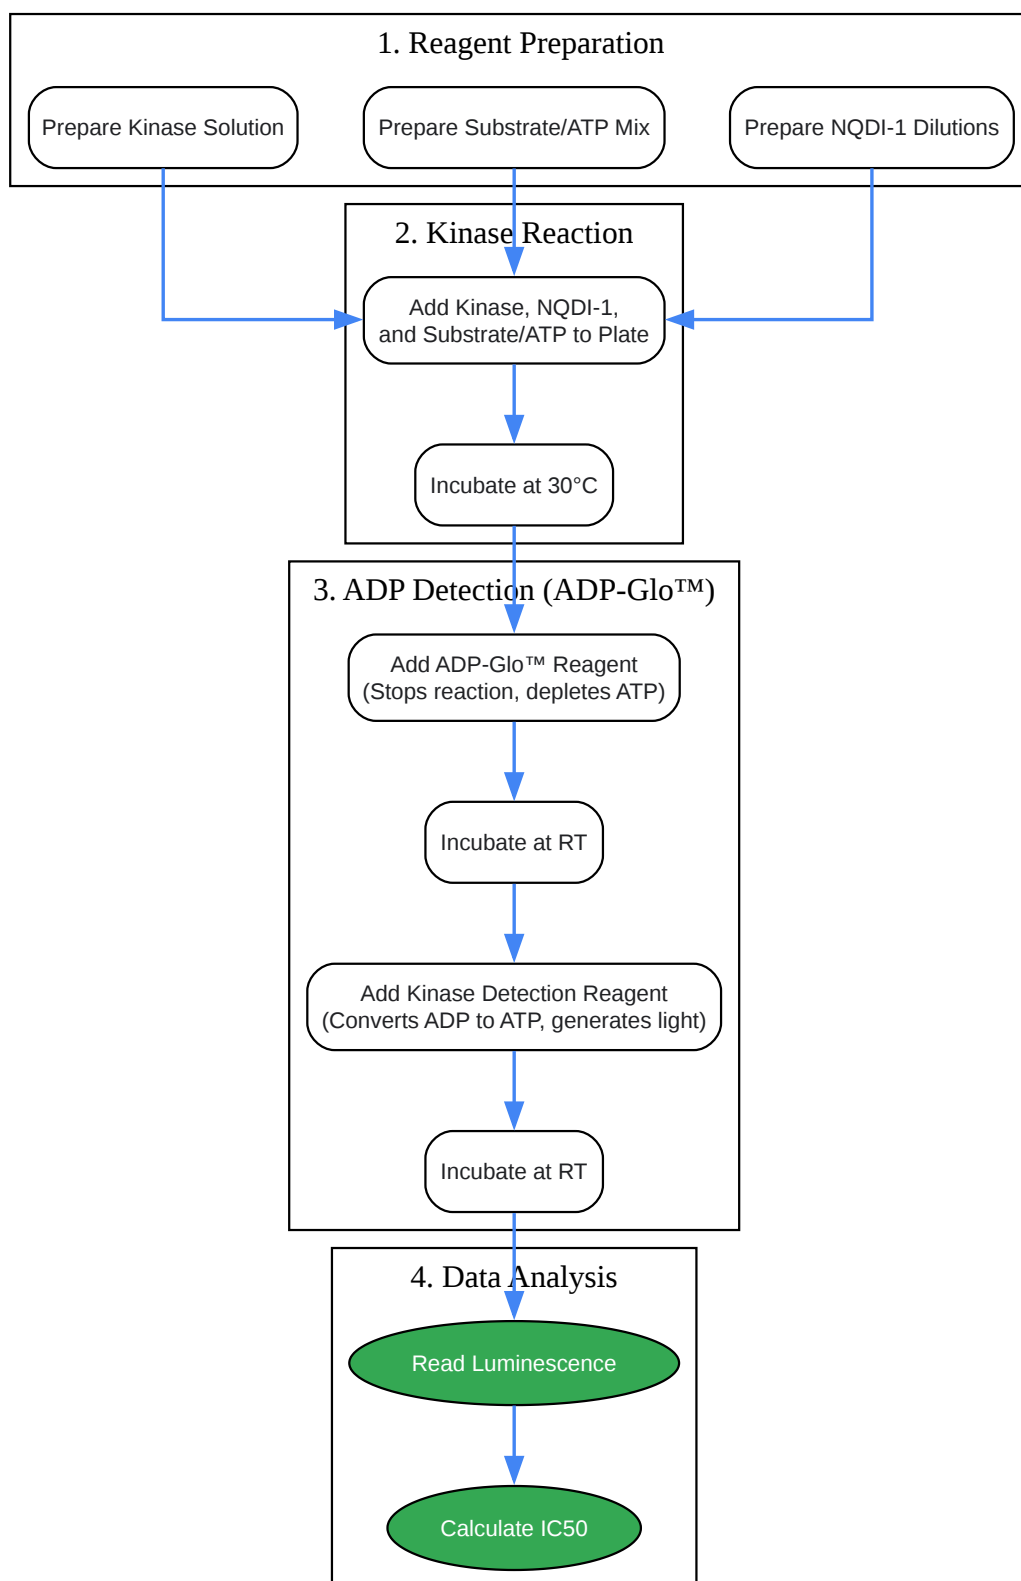 1. Reagent Preparation
Prepare Kinase Solution
Prepare Substrate/ATP Mix
Prepare NQDI-1 Dilutions
2. Kinase Reaction
Add Kinase, NQDI-1,
and Substrate/ATP to Plate
Incubate at 30°C
3. ADP Detection (ADP-Glo™)
Add ADP-Glo™ Reagent
(Stops reaction, depletes ATP)
Incubate at RT
Add Kinase Detection Reagent
(Converts ADP to ATP, generates light)
Incubate at RT
4. Data Analysis
Read Luminescence
Calculate IC50